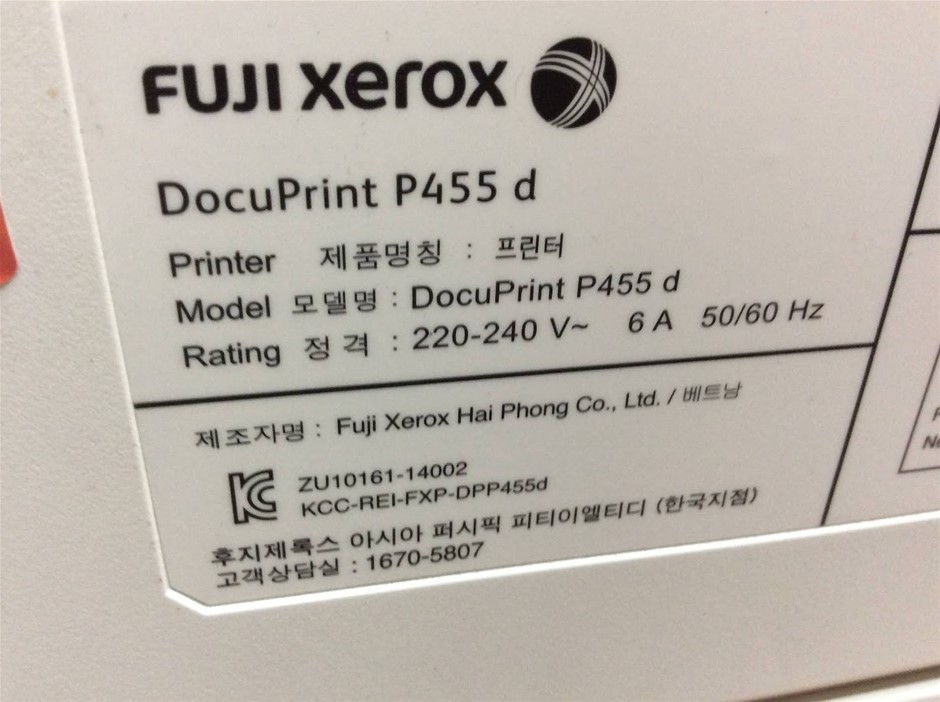 FUJI xerox
DocuPrint P455 d
Printer 제품명칭 : 프린터
Model 모델명 : DocuPrint P455 d
Rating 정 격 : 220-240 V~ 6 A 50/60 Hz
제조자명 : Fuji Xerox Hai Phong Co., Ltd. / 베트남
ZU10161-14002
KCC-REI-FXP-DPP455d
후지제록스 아시아 퍼시픽 피티이엘티디 (한국지점)
고객상담실 : 1670-5807